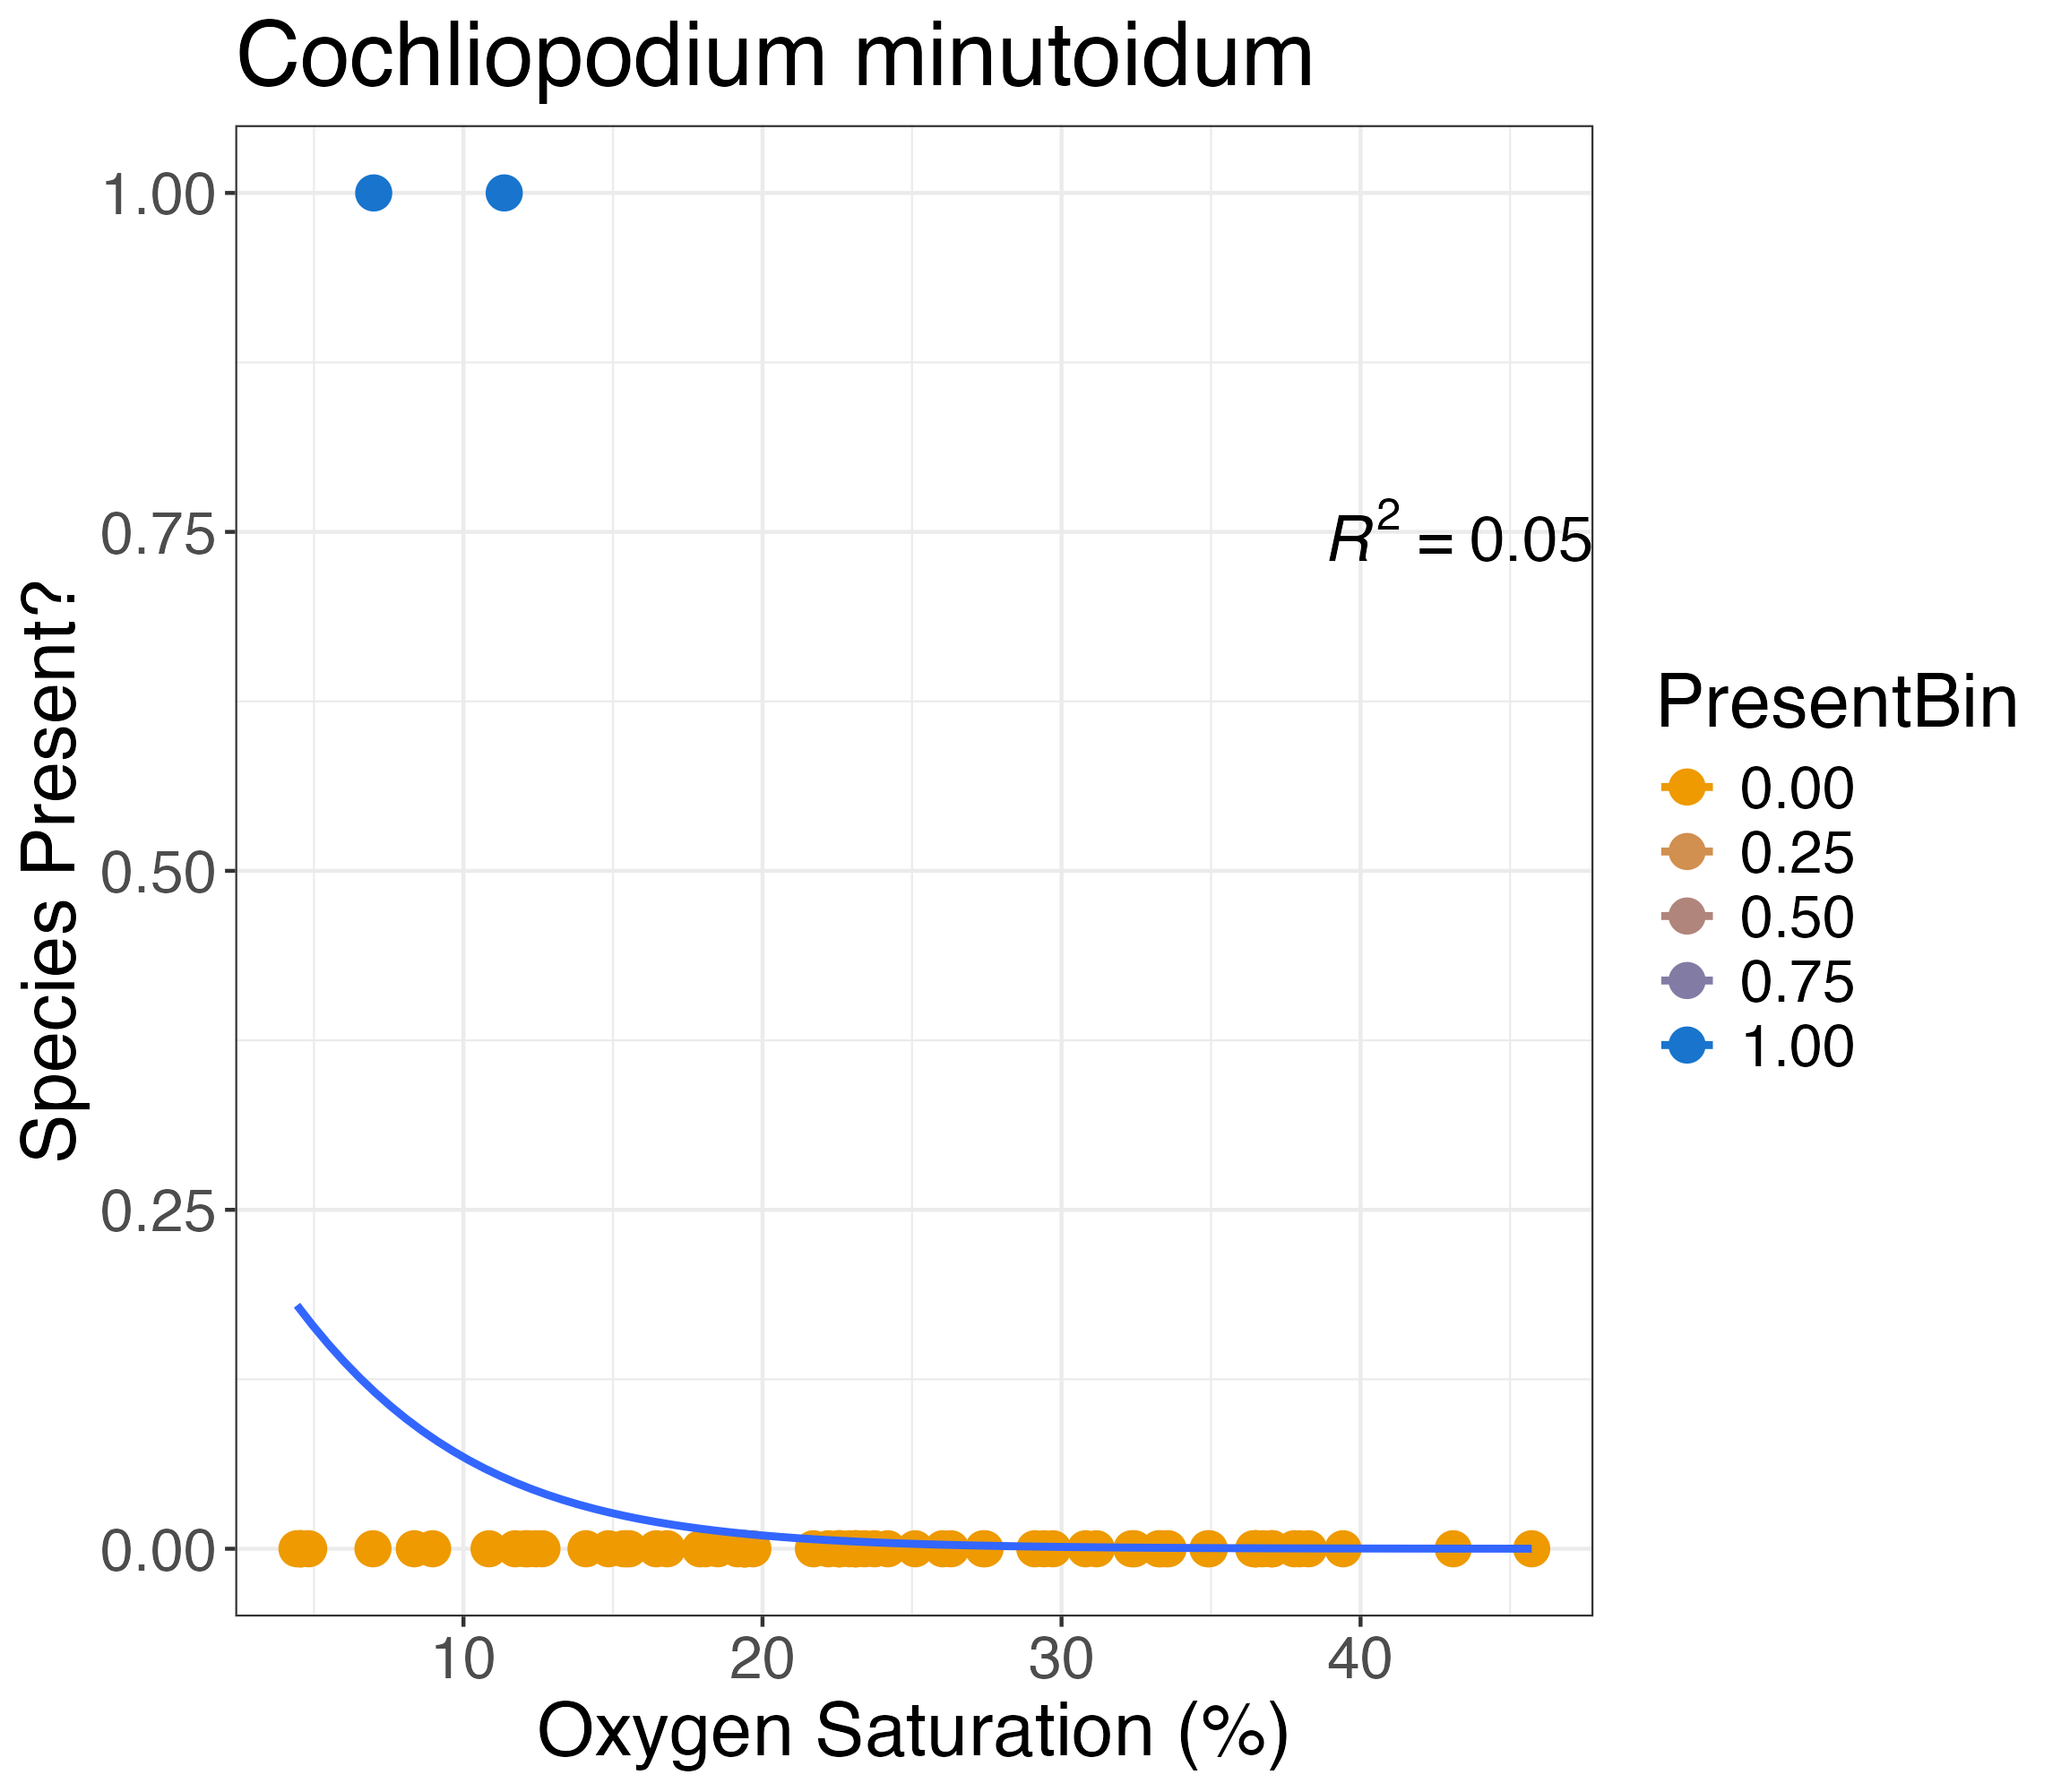 Cochliopodium minutoidum
1.00
0.75
0.50
0.25
0.00
Species Present?
R² = 0.05
10 20 30 40
Oxygen Saturation (%)
PresentBin
0.00
0.25
0.50
0.75
1.00